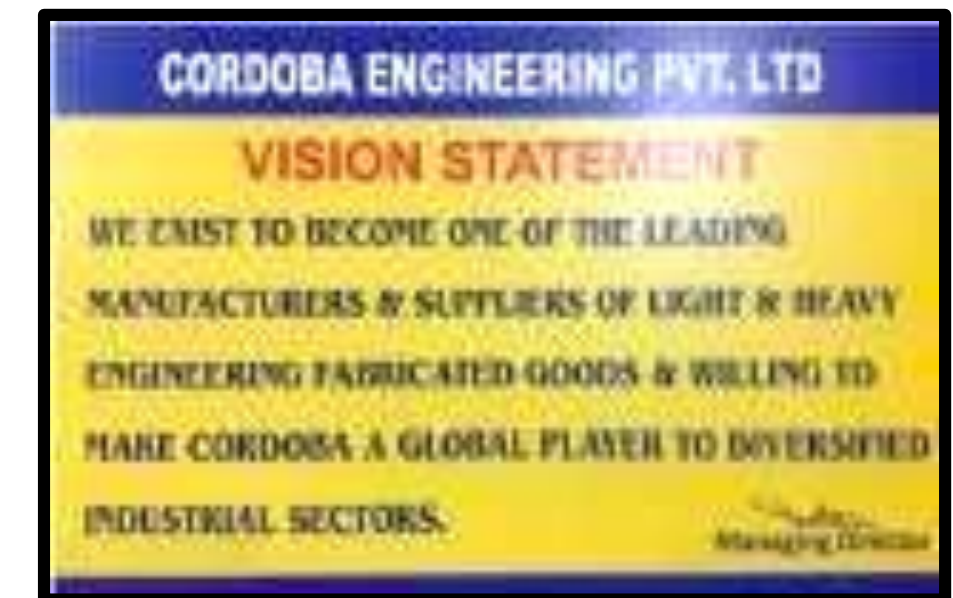 CORDOBA ENGINEERING PVT. LTD
VISION STATEMENT
WE EXIST TO BECOME ONE OF THE LEADING
MANUFACTURERS & SUPPLIERS OF LIGHT & HEAVY
ENGINEERING FABRICATED GOODS & WILLING TO
MAKE CORDOBA A GLOBAL PLAYER TO DIVERSIFIED
INDUSTRIAL SECTORS.
Managing Director